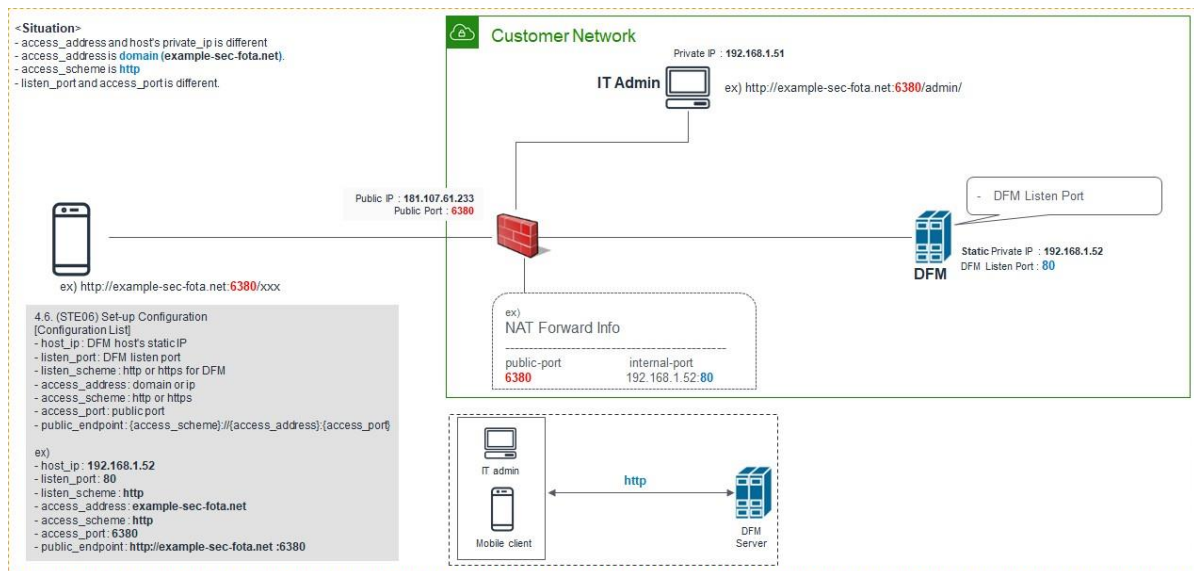 <Situation>
- access_address and host's private_ip is different
- access_address is domain (example-sec-fota.net).
- access_scheme is http
- listen_port and access_port is different.
Customer Network
Private IP : 192.168.1.51
IT Admin
ex) http://example-sec-fota.net:6380/admin/
Public IP : 181.107.61.233
Public Port : 6380
- DFM Listen Port
Static Private IP : 192.168.1.52
DFM Listen Port : 80
DFM
ex) http://example-sec-fota.net:6380/xxx
ex)
NAT Forward Info
public-port internal-port
6380 192.168.1.52:80
4.6. (STE06) Set-up Configuration
[Configuration List]
- host_ip : DFM host's static IP
- listen_port : DFM listen port
- listen_scheme : http or https for DFM
- access_address : domain or ip
- access_scheme : http or https
- access_port : public port
- public_endpoint : {access_scheme}://{access_address}:{access_port}
ex)
- host_ip : 192.168.1.52
- listen_port : 80
- listen_scheme : http
- access_address : example-sec-fota.net
- access_scheme : http
- access_port : 6380
- public_endpoint : http://example-sec-fota.net :6380
IT admin
http
Mobile client
DFM
Server